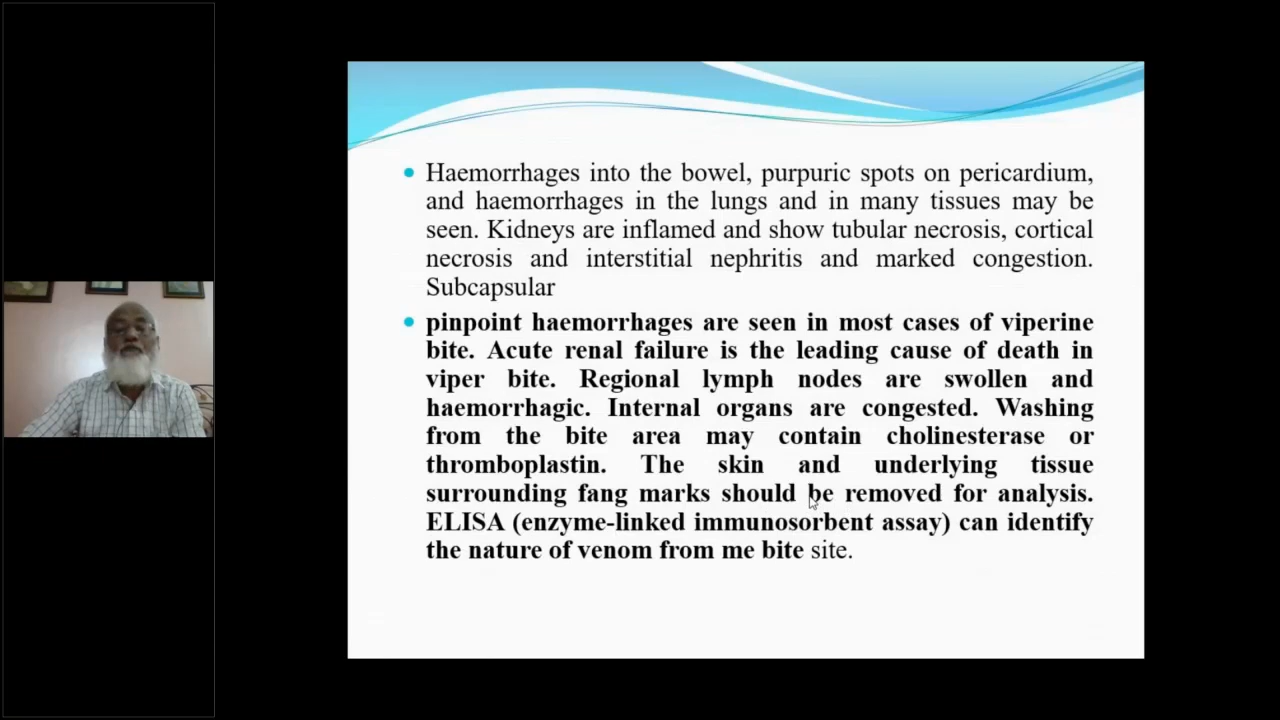 Haemorrhages into the bowel, purpuric spots on pericardium,
and haemorrhages in the lungs and in many tissues may be
seen. Kidneys are inflamed and show tubular necrosis, cortical
necrosis and interstitial nephritis and marked congestion.
Subcapsular
pinpoint haemorrhages are seen in most cases of viperine
bite. Acute renal failure is the leading cause of death in
viper bite. Regional lymph nodes are swollen and
haemorrhagic. Internal organs are congested. Washing
from the bite area may contain cholinesterase or
thromboplastin. The skin and underlying tissue
surrounding fang marks should be removed for analysis.
ELISA (enzyme-linked immunosorbent assay) can identify
the nature of venom from me bite site.